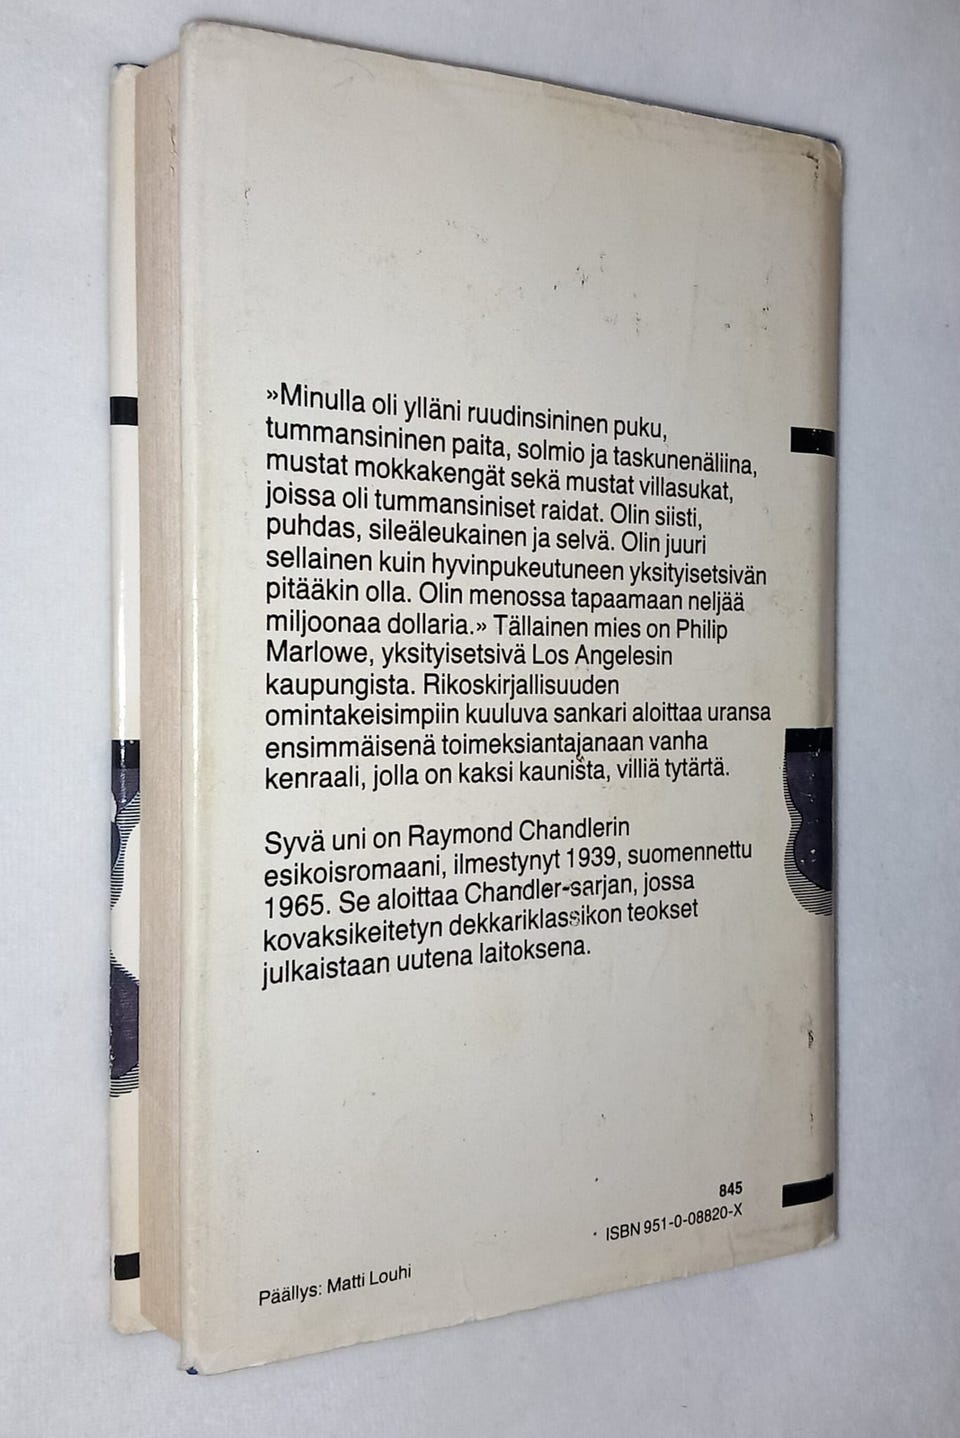 »Minulla oli ylläni ruudinsininen puku,
tummansininen paita, solmio ja taskunenäliina,
mustat mokkakengät sekä mustat villasukat,
joissa oli tummansiniset raidat. Olin siisti,
puhdas, sileäleukainen ja selvä. Olin juuri
sellainen kuin hyvinpukeutuneen yksityisetsivän
pitääkin olla. Olin menossa tapaamaan neljää
miljoonaa dollaria.» Tällainen mies on Philip
Marlowe, yksityisetsivä Los Angelesin
kaupungista. Rikoskirjallisuuden
omintakeisimpiin kuuluva sankari aloittaa uransa
ensimmäisenä toimeksiantajanaan vanha
kenraali, jolla on kaksi kaunista, villiä tytärtä.
Syvä uni on Raymond Chandlerin
esikoisromaani, ilmestynyt 1939, suomennettu
1965. Se aloittaa Chandler-sarjan, jossa
kovaksikeitetyn dekkariklassikon teokset
julkaistaan uutena laitoksena.
845
ISBN 951-0-08820-X
Päällys: Matti Louhi